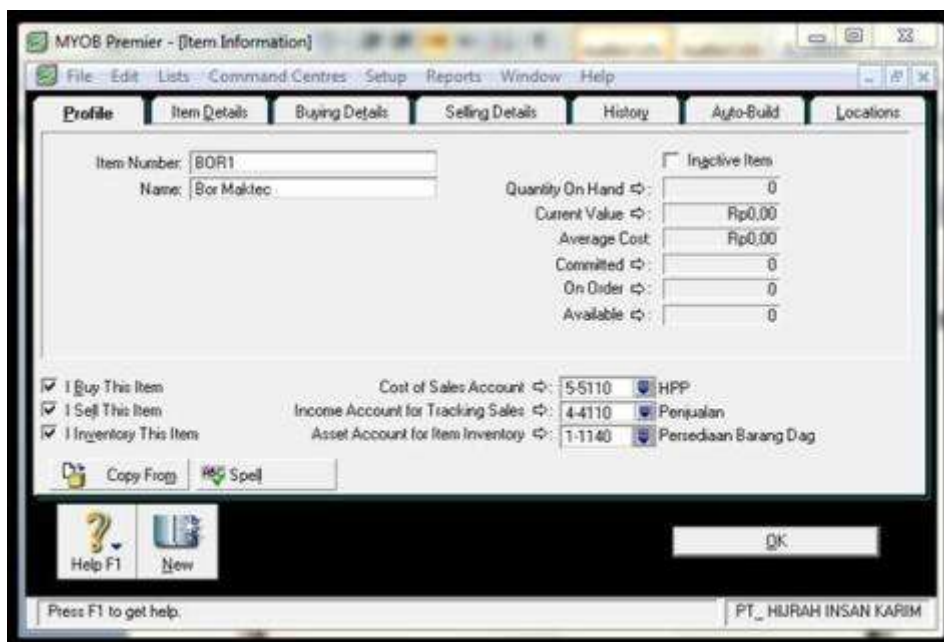 MYOB Premier - [Item Information]
File Edit Lists Command Centres Setup Reports Window Help
Profile Item Details Buying Details Selling Details History Auto-Build Locations
Item Number: BOR1
Name: Bor Maktec
Inactive Item
Quantity On Hand ⇨: 0
Current Value ⇨: Rp0,00
Average Cost Rp0,00
Committed ⇨: 0
On Order ⇨: 0
Available ⇨: 0
I Buy This Item
I Sell This Item
I Inventory This Item
Cost of Sales Account ⇨: 5-5110 HPP
Income Account for Tracking Sales ⇨: 4-4110 Penjualan
Asset Account for Item Inventory ⇨: 1-1140 Persediaan Barang Dag
Copy From Spell
Help F1 New
OK
Press F1 to get help.
PT_ HIJRAH INSAN KARIM